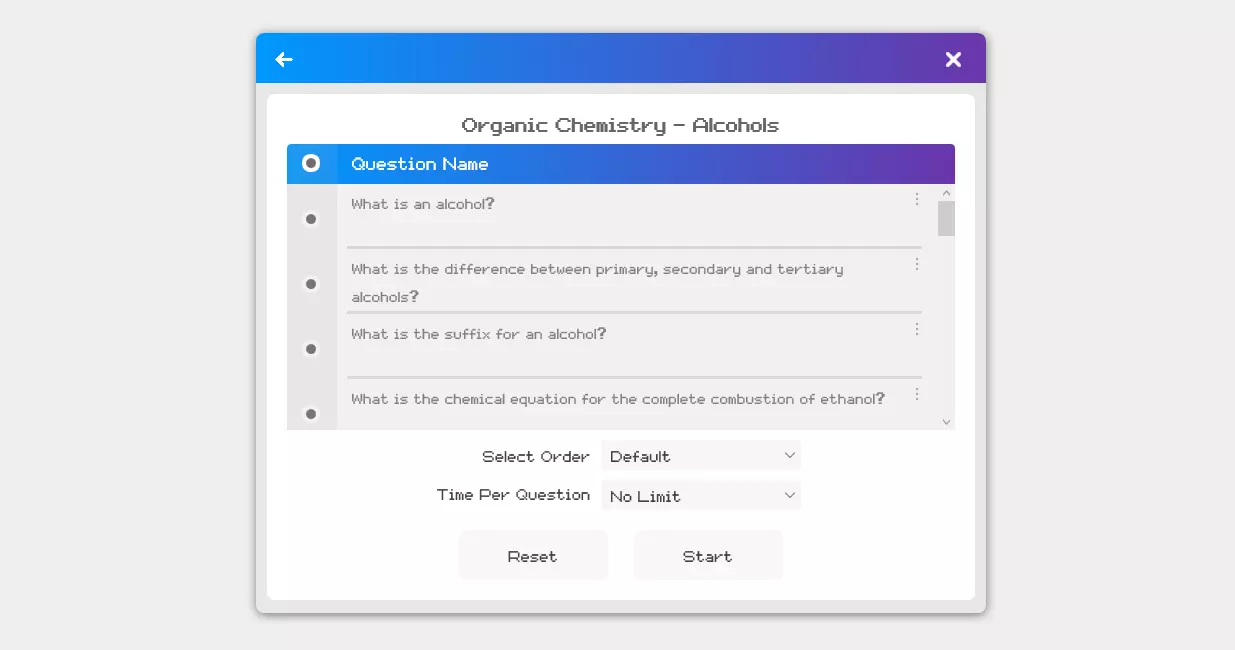 Organic Chemistry - Alcohols
Question Name
What is an alcohol?
What is the difference between primary, secondary and tertiary
alcohols?
What is the suffix for an alcohol?
What is the chemical equation for the complete combustion of ethanol?
Select Order Default
Time Per Question No Limit
Reset Start